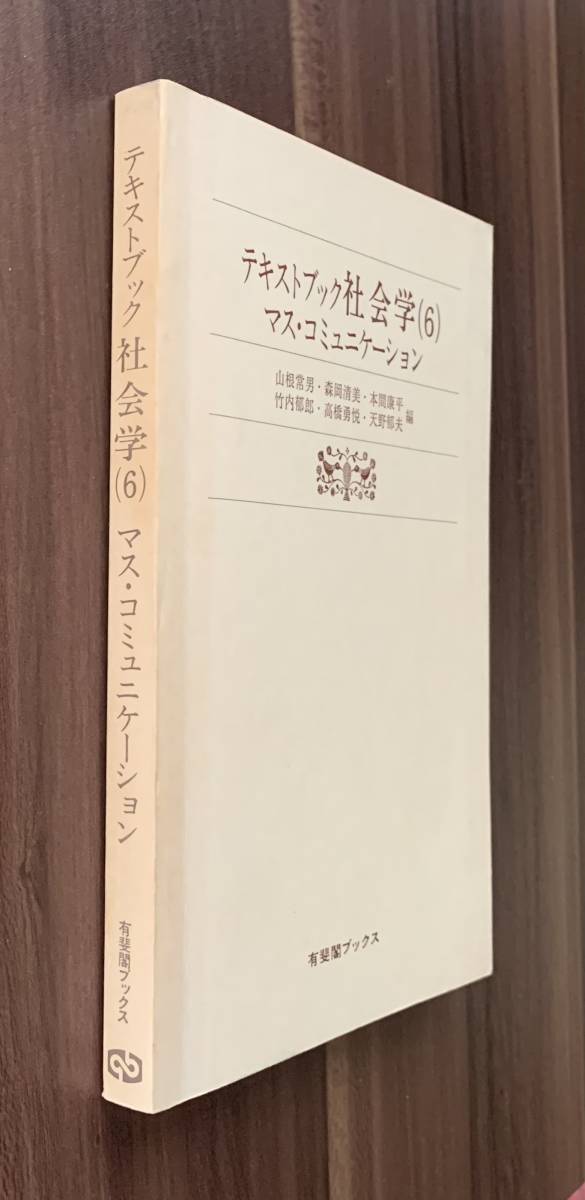 テキストブック社会学(6)
マス・コミュニケーション
山根常男・森岡清美・本間康平
竹内郁郎・高橋勇悦・天野郁夫
編
有斐閣ブックス
テキストブック 社会学(6) マス・コミュニケーション
有斐閣ブックス